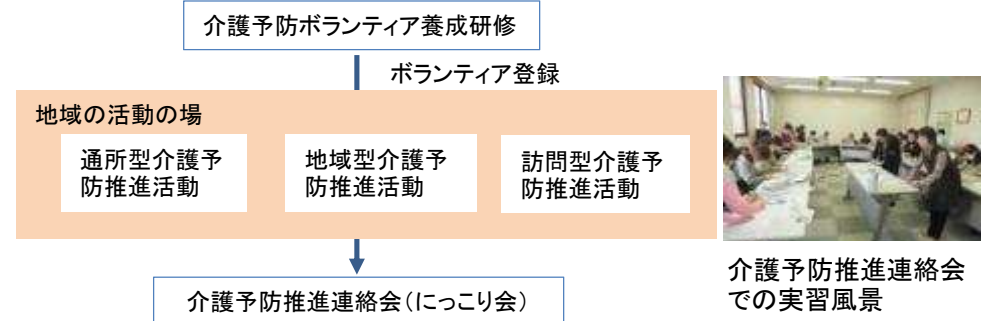 介護予防ボランティア養成研修
ボランティア登録
地域の活動の場
通所型介護予
防推進活動
地域型介護予
防推進活動
訪問型介護予
防推進活動
介護予防推進連絡会(にっこり会)
介護予防推進連絡会
での実習風景